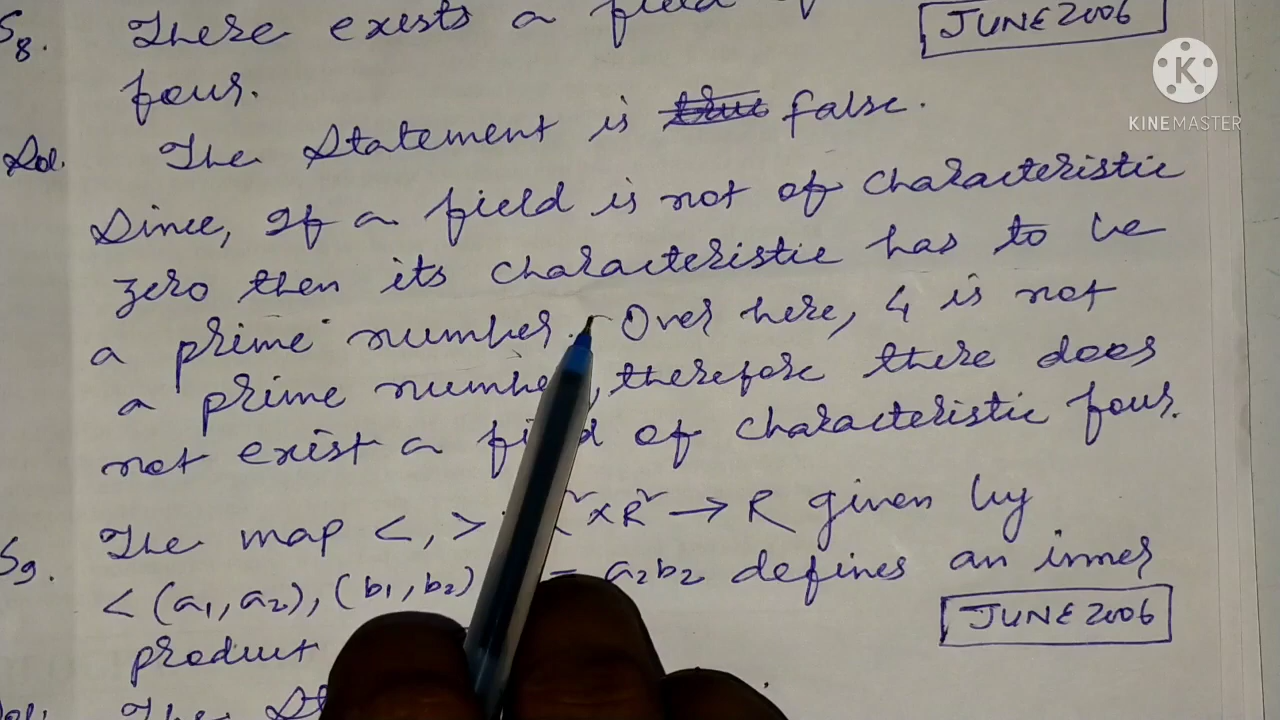 S8. There exists a field JUNE 2006
four.
Sol. The Statement is true false.
Since, If a field is not of characteristic
zero then its characteristic has to be
a prime number. Over here, 4 is not
a prime number, therefore there does
not exist a field of characteristic four.
S9. The map <, > R²×R² → R given by
< (a1, a2), (b1, b2) = a2b2 defines an inner
product JUNE 2006
Sol. The
K
KINEMASTER